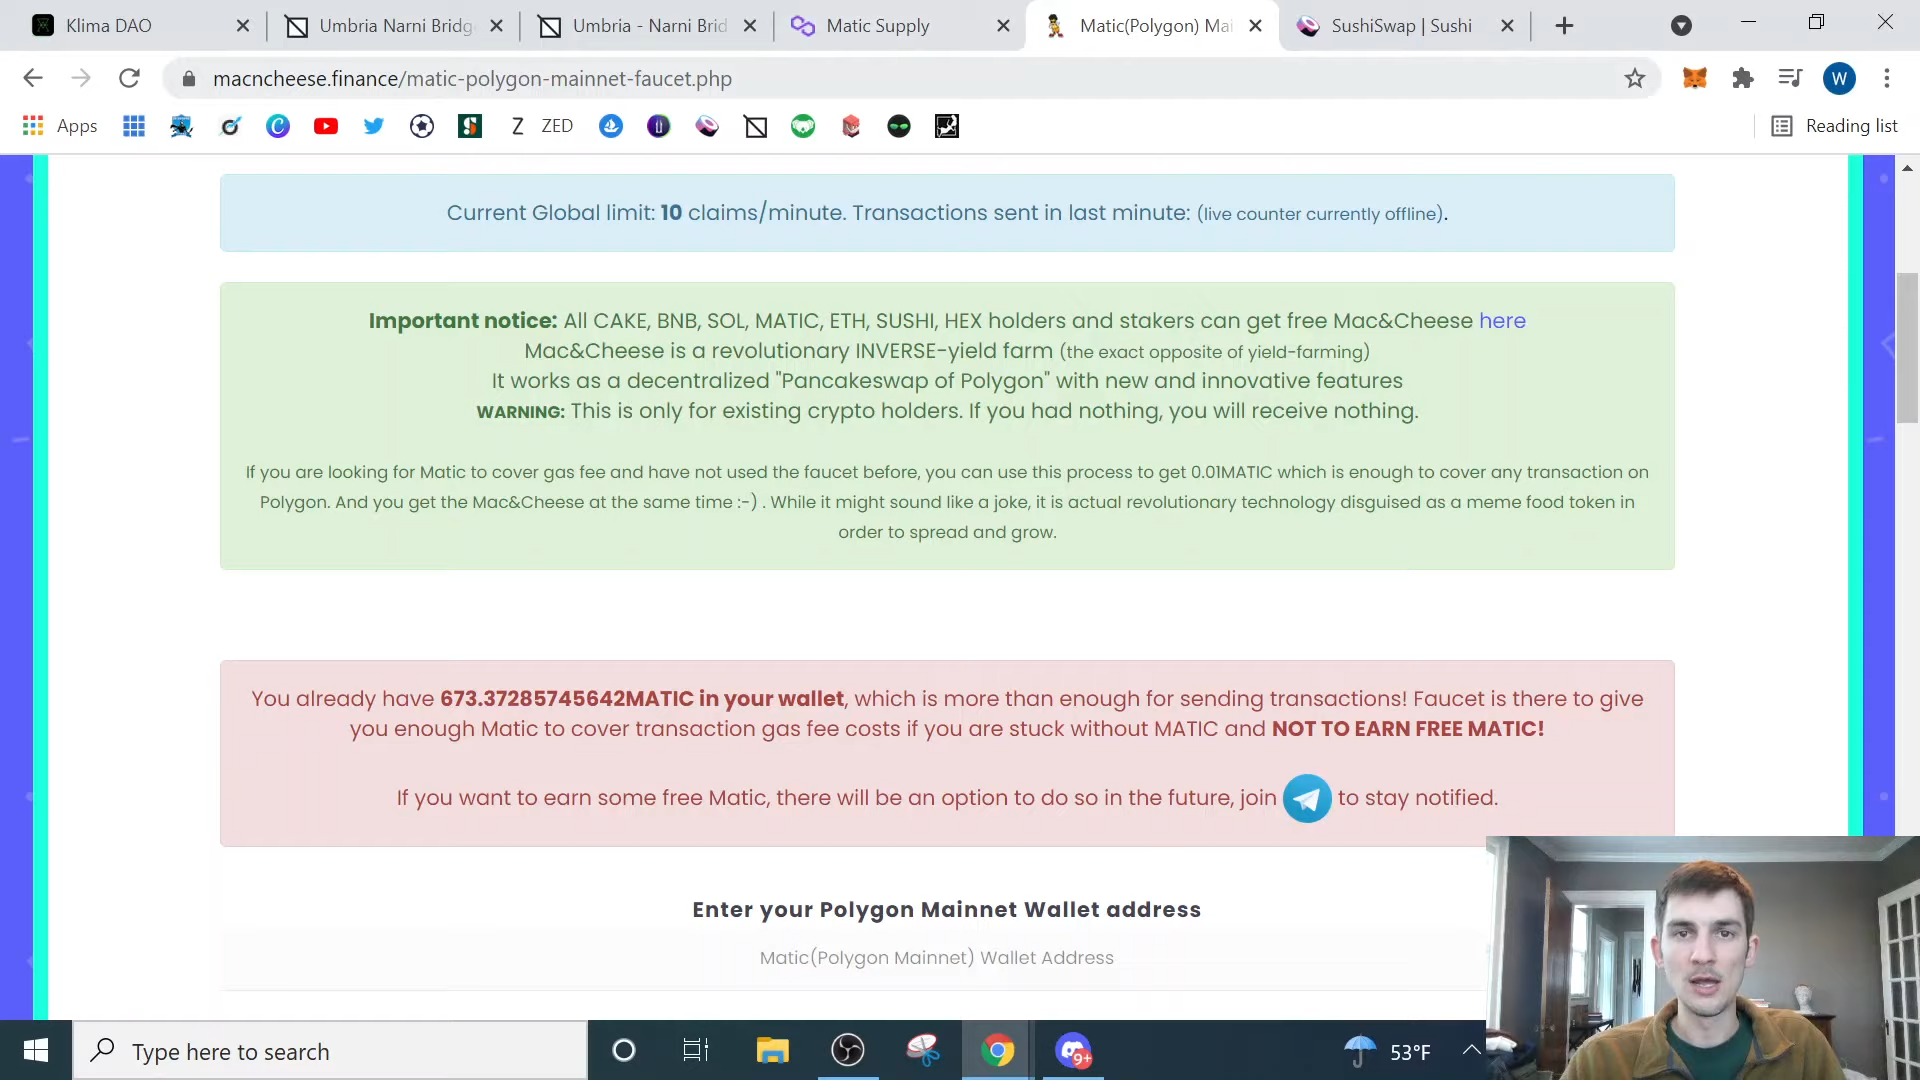 Klima DAO
Umbria Narni Bridg
Umbria - Narni Brid
Matic Supply
Matic(Polygon) Mai
SushiSwap | Sushi
macncheese.finance/matic-polygon-mainnet-faucet.php
W
Apps
ZED
Reading list
Current Global limit: 10 claims/minute. Transactions sent in last minute: (live counter currently offline).
Important notice: All CAKE, BNB, SOL, MATIC, ETH, SUSHI, HEX holders and stakers can get free Mac&Cheese here
Mac&Cheese is a revolutionary INVERSE-yield farm (the exact opposite of yield-farming)
It works as a decentralized "Pancakeswap of Polygon" with new and innovative features
WARNING: This is only for existing crypto holders. If you had nothing, you will receive nothing.
If you are looking for Matic to cover gas fee and have not used the faucet before, you can use this process to get 0.01MATIC which is enough to cover any transaction on
Polygon. And you get the Mac&Cheese at the same time :-) . While it might sound like a joke, it is actual revolutionary technology disguised as a meme food token in
order to spread and grow.
You already have 673.37285745642MATIC in your wallet, which is more than enough for sending transactions! Faucet is there to give
you enough Matic to cover transaction gas fee costs if you are stuck without MATIC and NOT TO EARN FREE MATIC!
If you want to earn some free Matic, there will be an option to do so in the future, join to stay notified.
Enter your Polygon Mainnet Wallet address
Matic(Polygon Mainnet) Wallet Address
Type here to search
9+
53°F